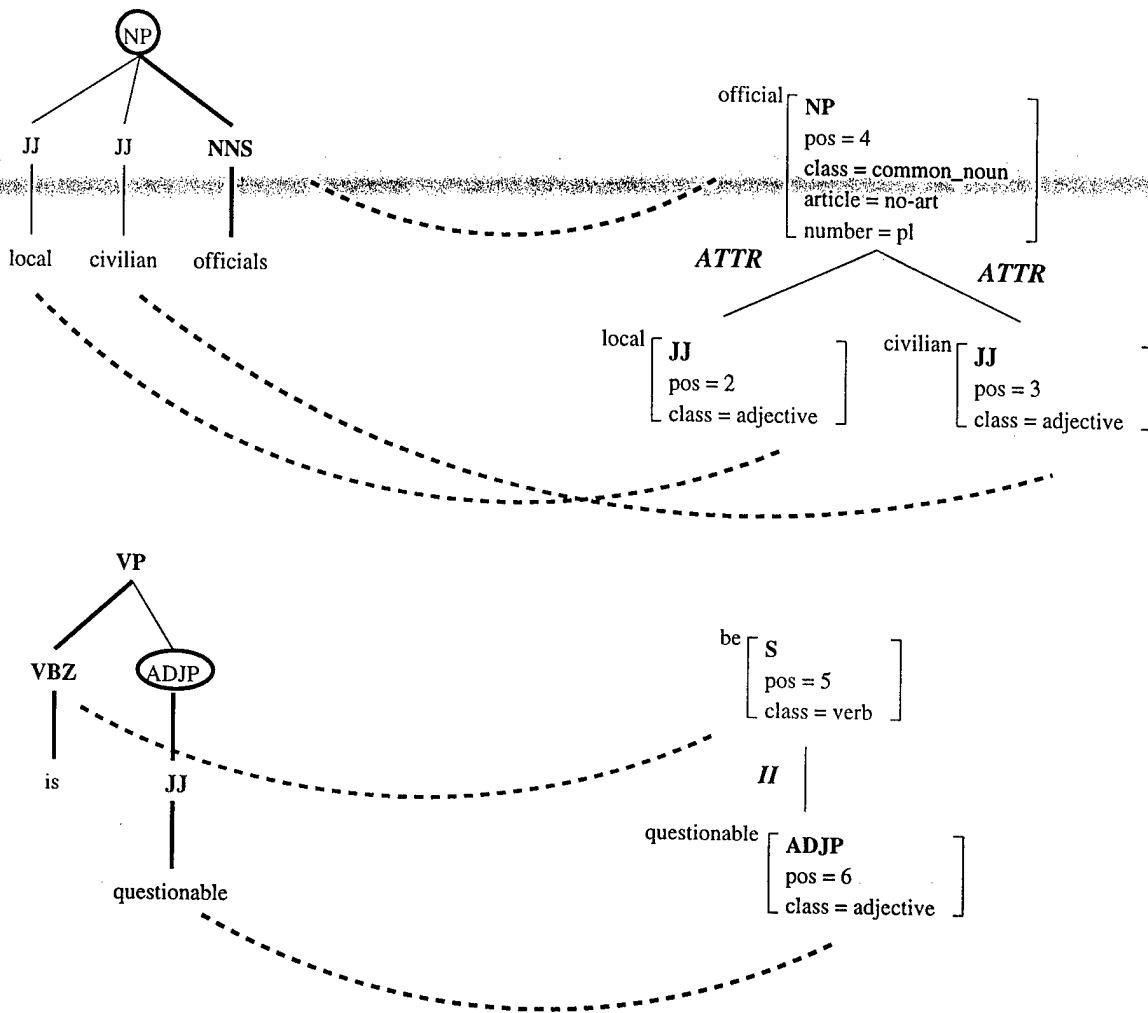 NP
JJ JJ NNS
local civilian officials
official
NP
pos = 4
class = common_noun
article = no-art
number = pl
ATTR ATTR
local
JJ
pos = 2
class = adjective
civilian
JJ
pos = 3
class = adjective
VP
VBZ ADJP
is JJ
questionable
be
S
pos = 5
class = verb
II
questionable
ADJP
pos = 6
class = adjective